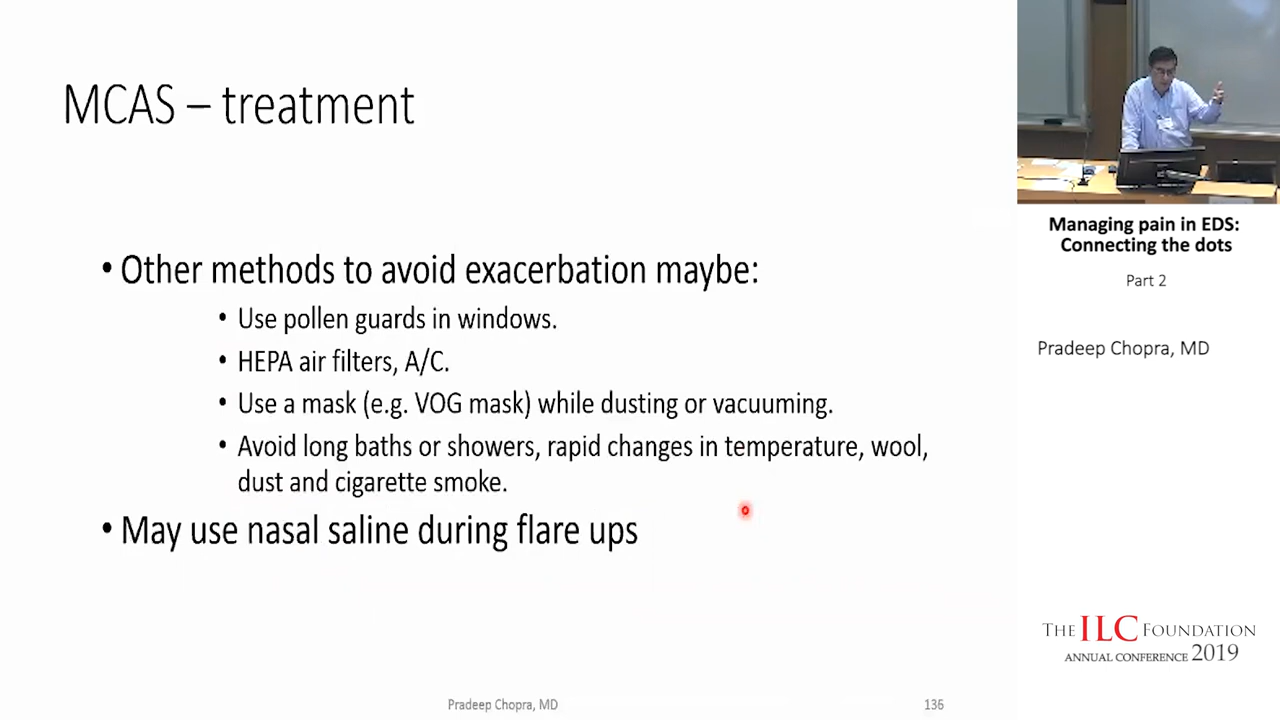 MCAS – treatment
• Other methods to avoid exacerbation maybe:
• Use pollen guards in windows.
• HEPA air filters, A/C.
• Use a mask (e.g. VOG mask) while dusting or vacuuming.
• Avoid long baths or showers, rapid changes in temperature, wool,
dust and cigarette smoke.
• May use nasal saline during flare ups
Pradeep Chopra, MD
136
Managing pain in EDS:
Connecting the dots
Part 2
Pradeep Chopra, MD
THE ILC FOUNDATION
ANNUAL CONFERENCE 2019